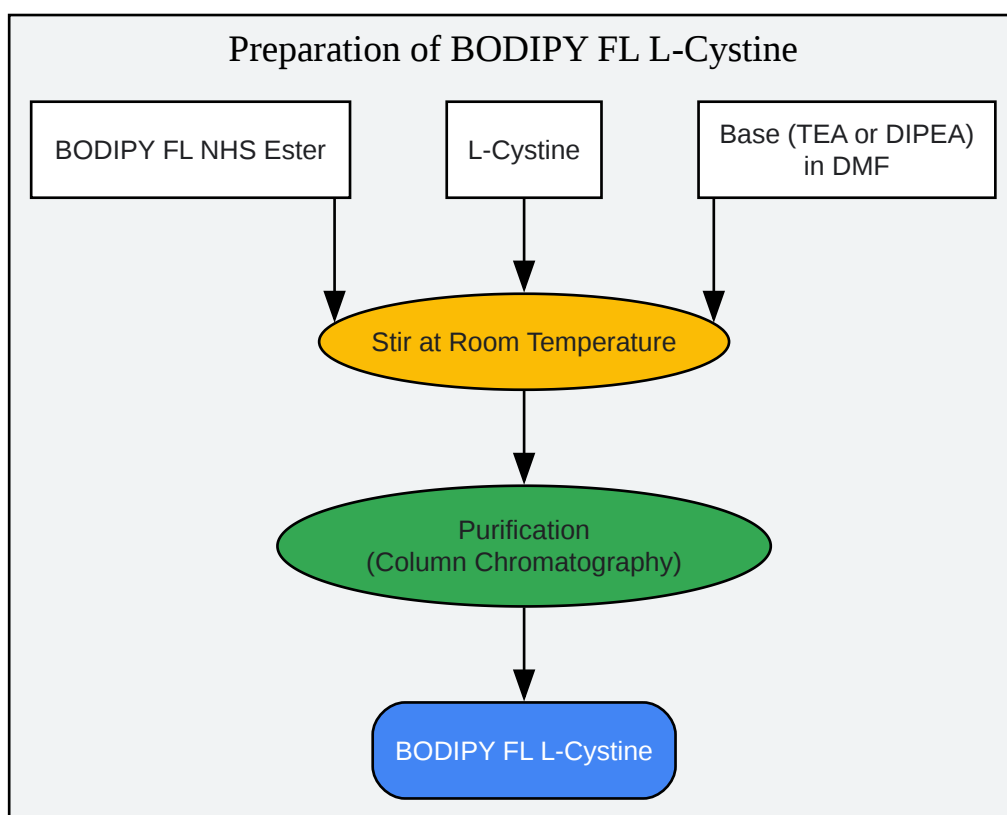 Preparation of BODIPY FL L-Cystine
BODIPY FL NHS Ester
L-Cystine
Base (TEA or DIPEA)
in DMF
Stir at Room Temperature
Purification
(Column Chromatography)
BODIPY FL L-Cystine